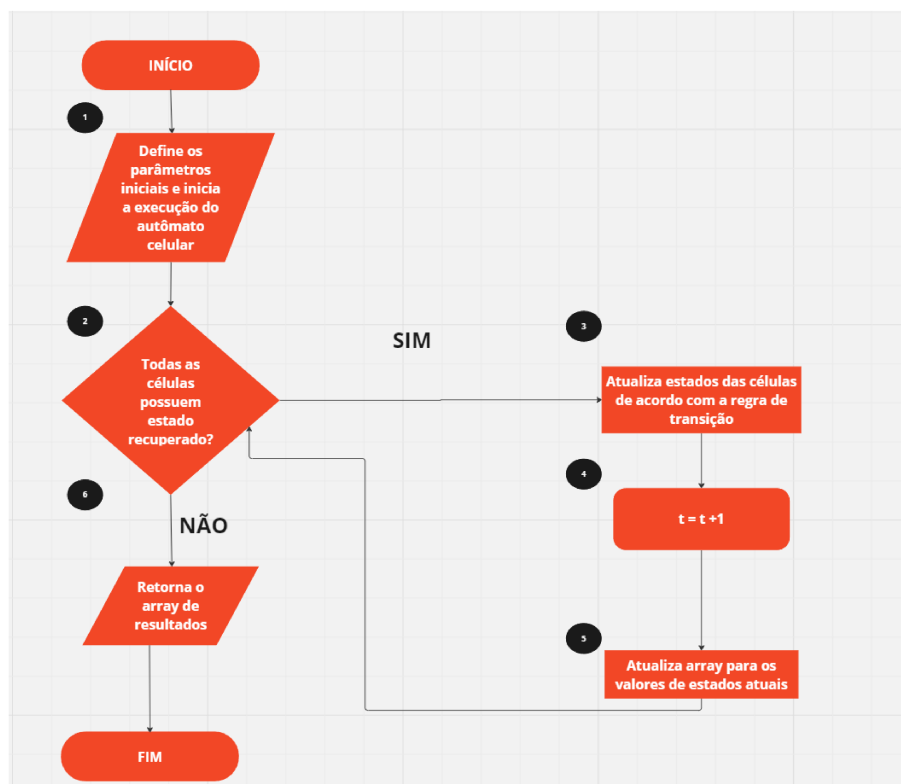 INÍCIO
1
Define os
parâmetros
iniciais e inicia
a execução do
autômato
celular
2
Todas as
células
possuem
estado
recuperado?
SIM
3
Atualiza estados das células
de acordo com a regra de
transição
4
t = t +1
5
Atualiza array para os
valores de estados atuais
6
NÃO
Retorna o
array de
resultados
FIM